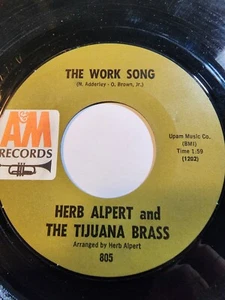 THE WORK SONG
(N. Adderley - O. Brown, Jr.)
A&M
RECORDS
Upam Music Co.
(BMI)
Time 1:59
(1202)
HERB ALPERT and
THE TIJUANA BRASS
Arranged by Herb Alpert
805